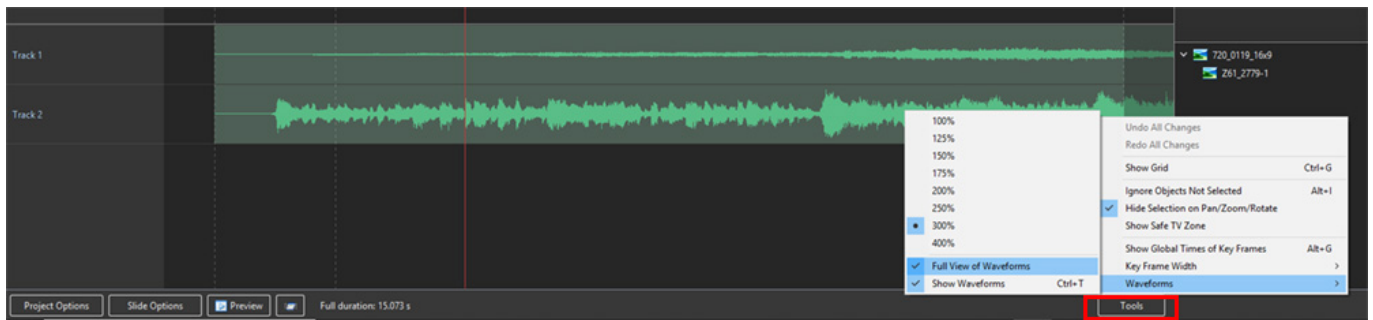 Track 1
720_0119_16x9
Z61_2779-1
Track 2
100%
125%
150%
175%
200%
250%
300%
400%
Full View of Waveforms
Show Waveforms Ctrl+T
Undo All Changes
Redo All Changes
Show Grid Ctrl+G
Ignore Objects Not Selected Alt+I
Hide Selection on Pan/Zoom/Rotate
Show Safe TV Zone
Show Global Times of Key Frames Alt+G
Key Frame Width
Waveforms
Project Options
Slide Options
Preview
Full duration: 15.073 s
Tools